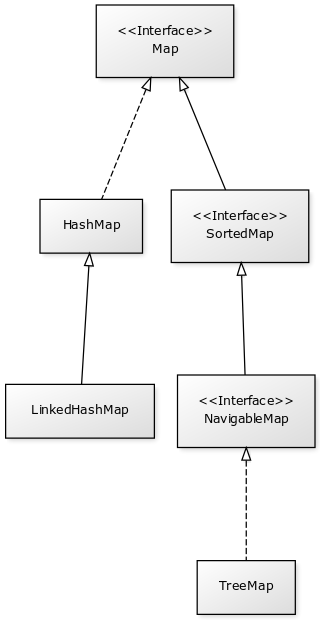 <<Interface>>
Map
HashMap
<<Interface>>
SortedMap
LinkedHashMap
<<Interface>>
NavigableMap
TreeMap